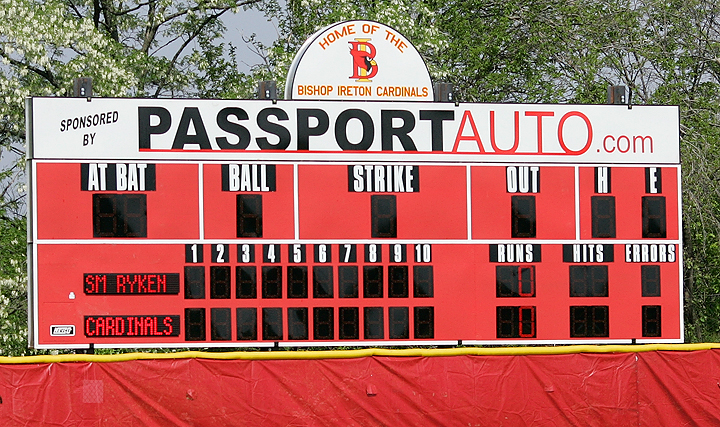 HOME OF THE
BI
BISHOP IRETON CARDINALS
SPONSORED BY PASSPORTAUTO.com
AT BAT BALL STRIKE OUT H E
1 2 3 4 5 6 7 8 9 10 RUNS HITS ERRORS
SM RYKEN 0
CARDINALS 0